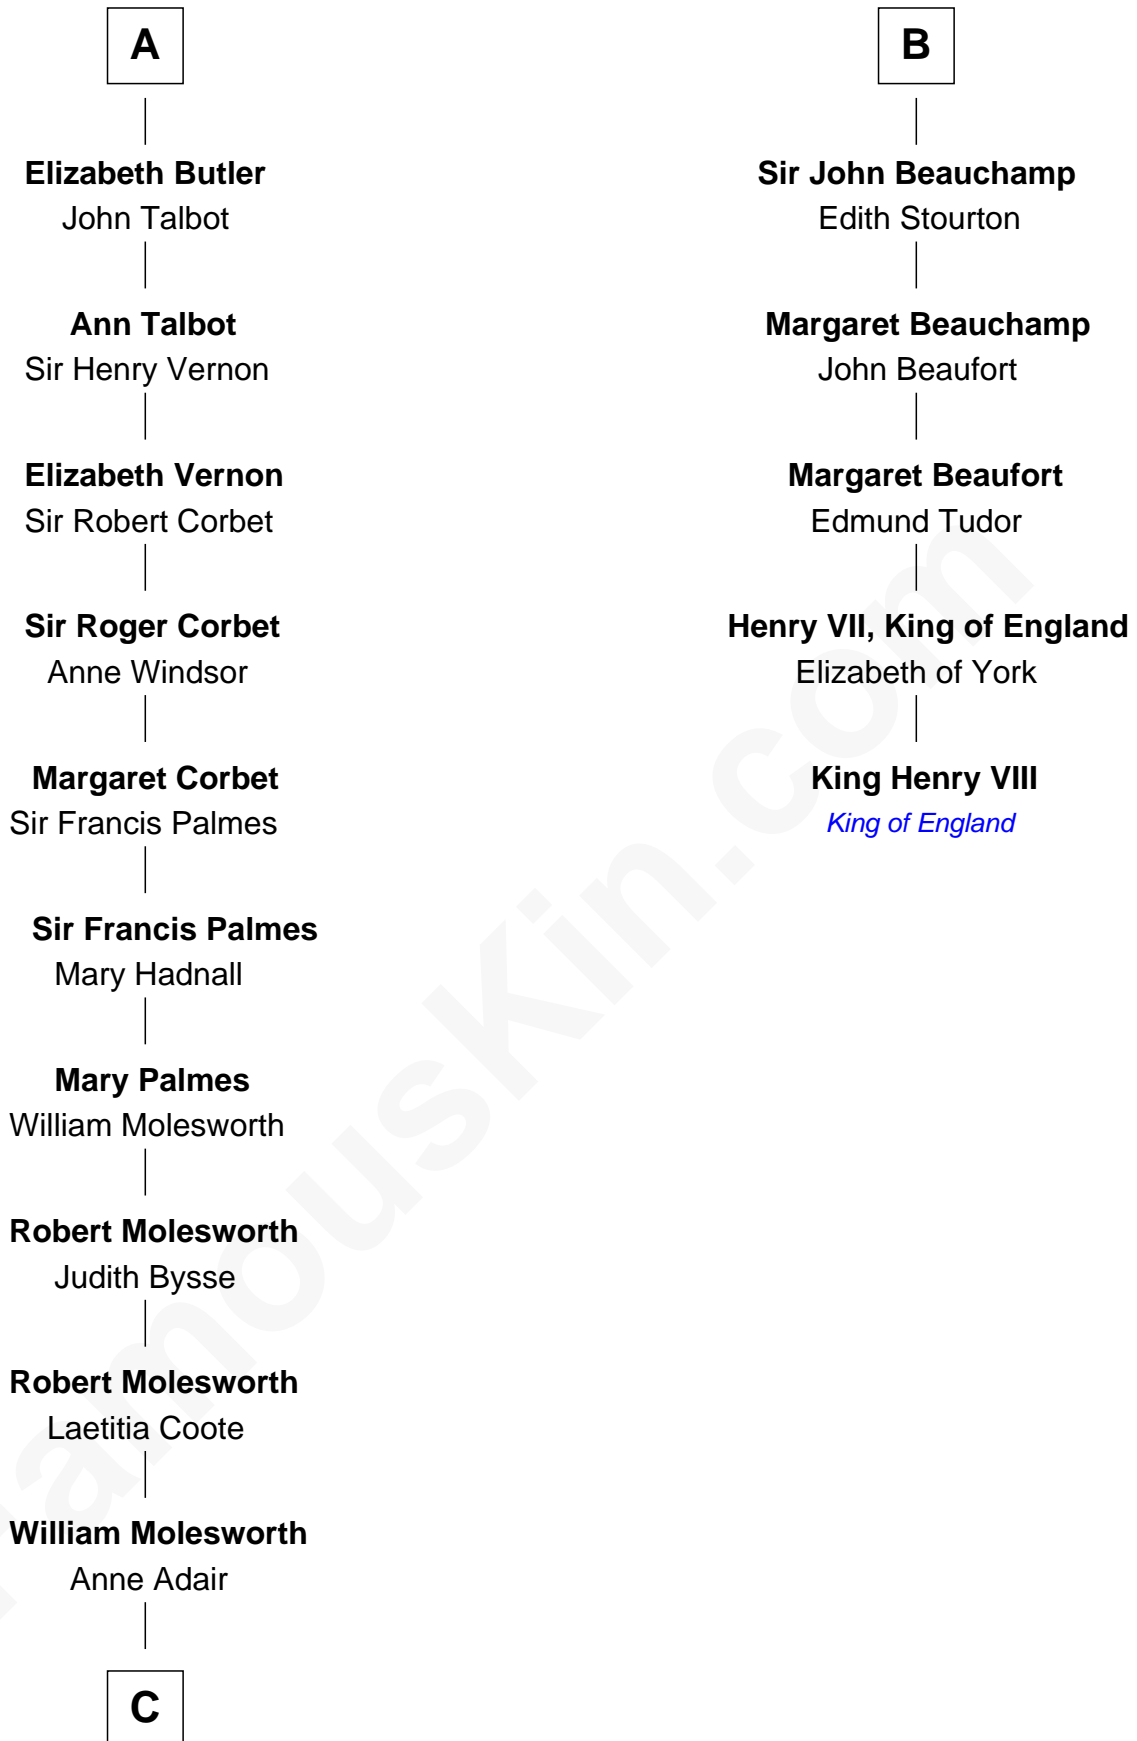 A
Elizabeth Butler
John Talbot
Ann Talbot
Sir Henry Vernon
Elizabeth Vernon
Sir Robert Corbet
Sir Roger Corbet
Anne Windsor
Margaret Corbet
Sir Francis Palmes
Sir Francis Palmes
Mary Hadnall
Mary Palmes
William Molesworth
Robert Molesworth
Judith Bysse
Robert Molesworth
Laetitia Coote
William Molesworth
Anne Adair
C
B
Sir John Beauchamp
Edith Stourton
Margaret Beauchamp
John Beaufort
Margaret Beaufort
Edmund Tudor
Henry VII, King of England
Elizabeth of York
King Henry VIII
King of England
FamousKin.com